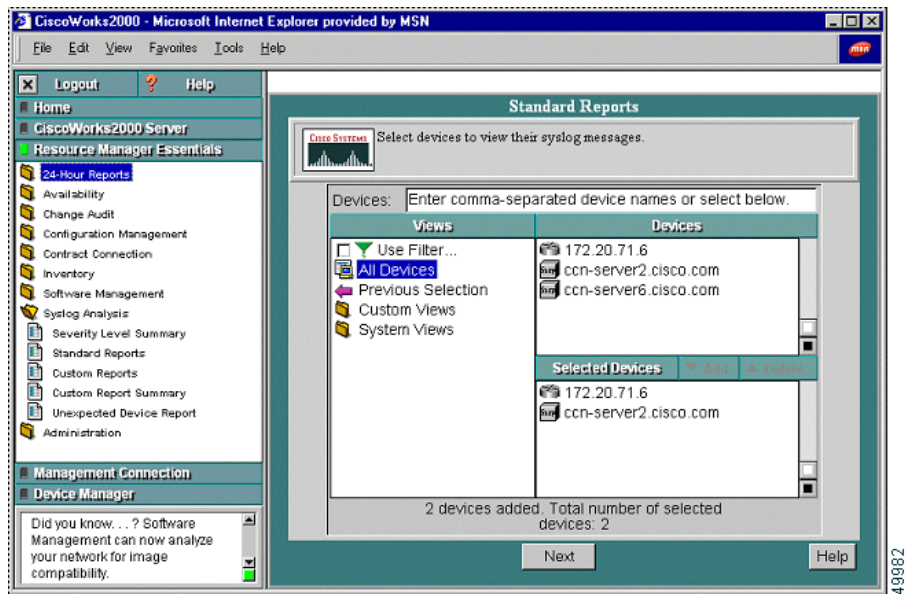 CiscoWorks2000 - Microsoft Internet Explorer provided by MSN
File Edit View Favorites Tools Help
msn
Logout ? Help
Home
CiscoWorks2000 Server
Resource Manager Essentials
24-Hour Reports
Availability
Change Audit
Configuration Management
Contract Connection
Inventory
Software Management
Syslog Analysis
Severity Level Summary
Standard Reports
Custom Reports
Custom Report Summary
Unexpected Device Report
Administration
Management Connection
Device Manager
Did you know. . . ? Software
Management can now analyze
your network for image
compatibility.
Standard Reports
CISCO SYSTEMS
Select devices to view their syslog messages.
Devices: Enter comma-separated device names or select below.
Views
Use Filter...
All Devices
Previous Selection
Custom Views
System Views
Devices
172.20.71.6
ccn-server2.cisco.com
ccn-server6.cisco.com
Selected Devices Add Delete
172.20.71.6
ccn-server2.cisco.com
2 devices added. Total number of selected
devices: 2
Next Help
49982